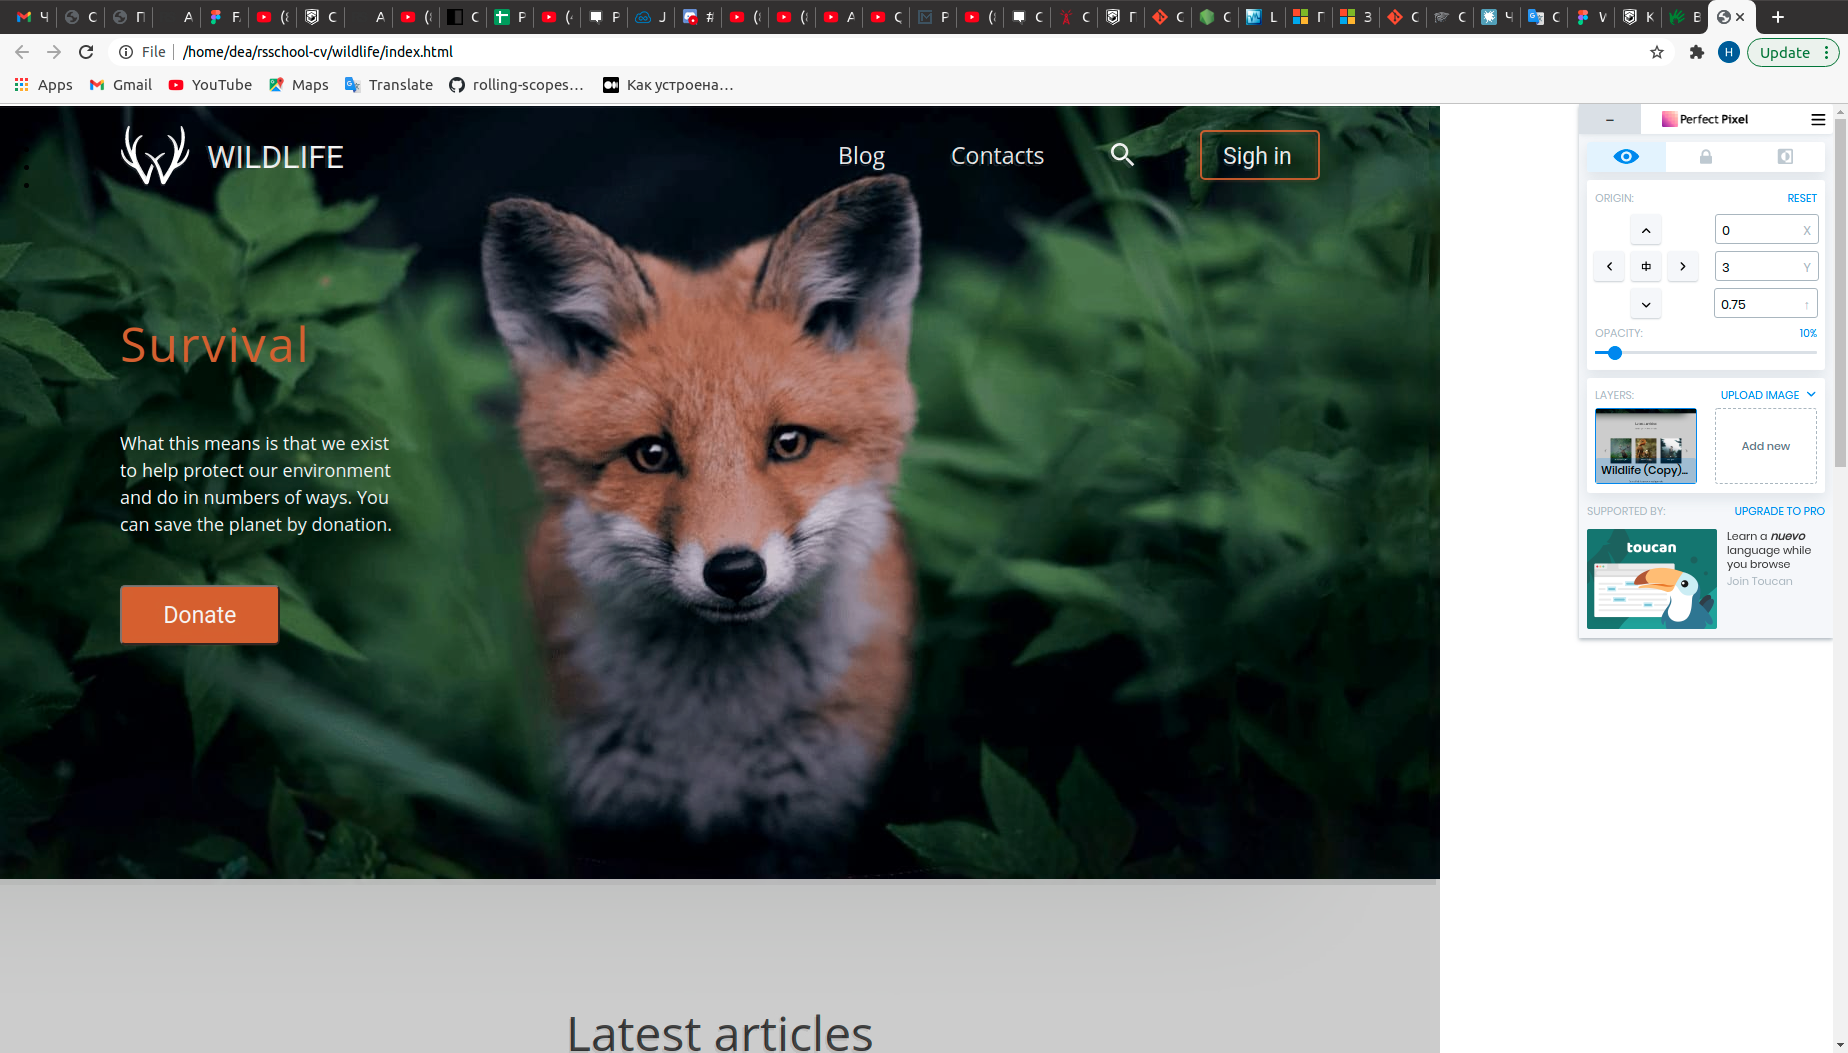 File
/home/dea/rsschool-cv/wildlife/index.html
H
Update
Apps
Gmail
YouTube
Maps
Translate
rolling-scopes...
Как устроена...
WILDLIFE
Blog
Contacts
Sigh in
Survival
What this means is that we exist
to help protect our environment
and do in numbers of ways. You
can save the planet by donation.
Donate
Latest articles
Perfect Pixel
ORIGIN:
RESET
0
X
3
Y
0.75
OPACITY:
10%
LAYERS:
UPLOAD IMAGE
Wildlife (Copy)...
Add new
SUPPORTED BY:
UPGRADE TO PRO
toucan
Learn a nuevo
language while
you browse
Join Toucan